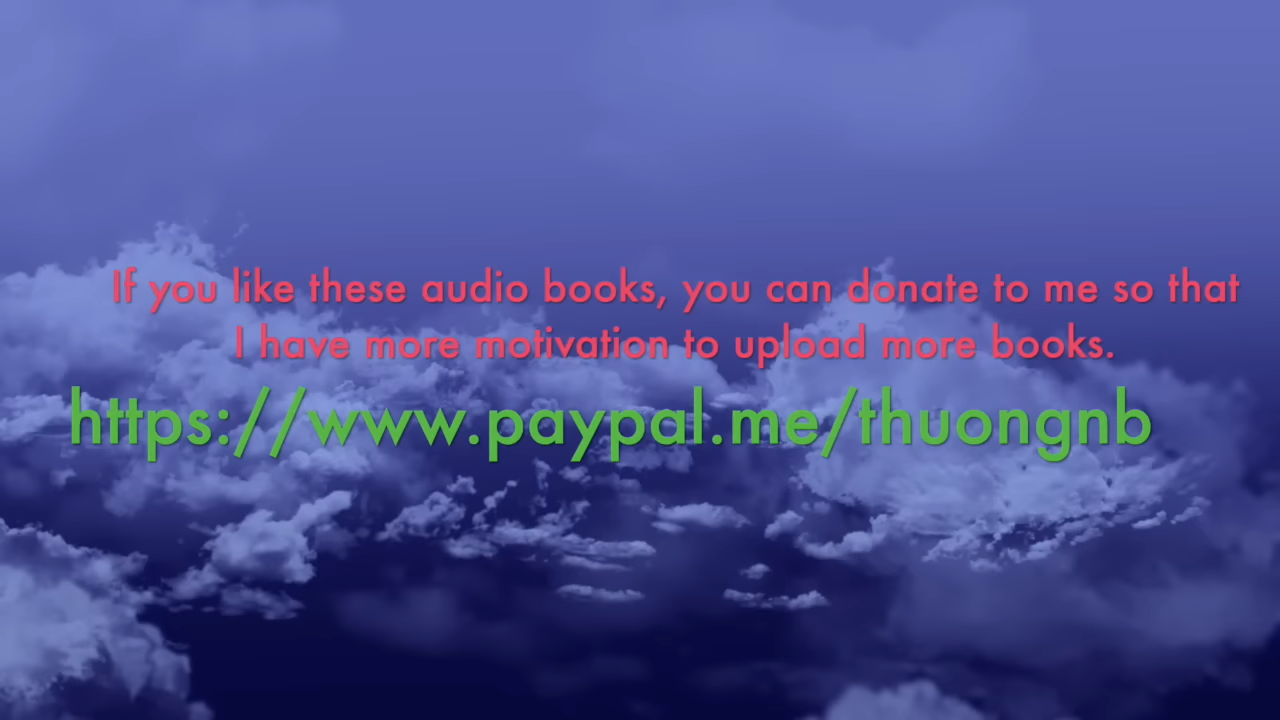 If you like these audio books, you can donate to me so that
I have more motivation to upload more books.
https://www.paypal.me/thuongnb